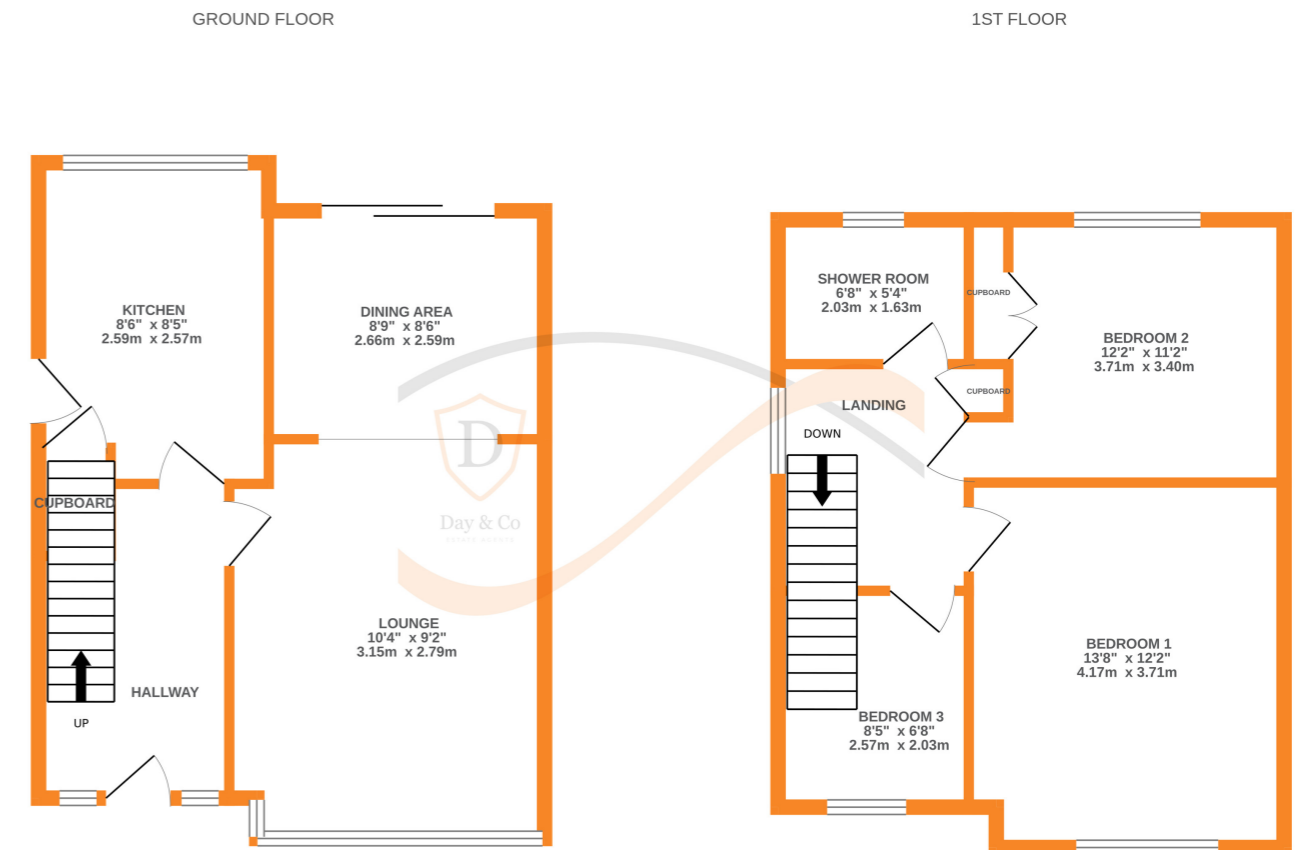 GROUND FLOOR
1ST FLOOR
KITCHEN
8'6" x 8'5"
2.59m x 2.57m
DINING AREA
8'9" x 8'6"
2.66m x 2.59m
CUPBOARD
LOUNGE
10'4" x 9'2"
3.15m x 2.79m
HALLWAY
UP
D
Day & Co
ESTATE AGENTS
SHOWER ROOM
6'8" x 5'4"
2.03m x 1.63m
CUPBOARD
BEDROOM 2
12'2" x 11'2"
3.71m x 3.40m
CUPBOARD
LANDING
DOWN
BEDROOM 1
13'8" x 12'2"
4.17m x 3.71m
BEDROOM 3
8'5" x 6'8"
2.57m x 2.03m